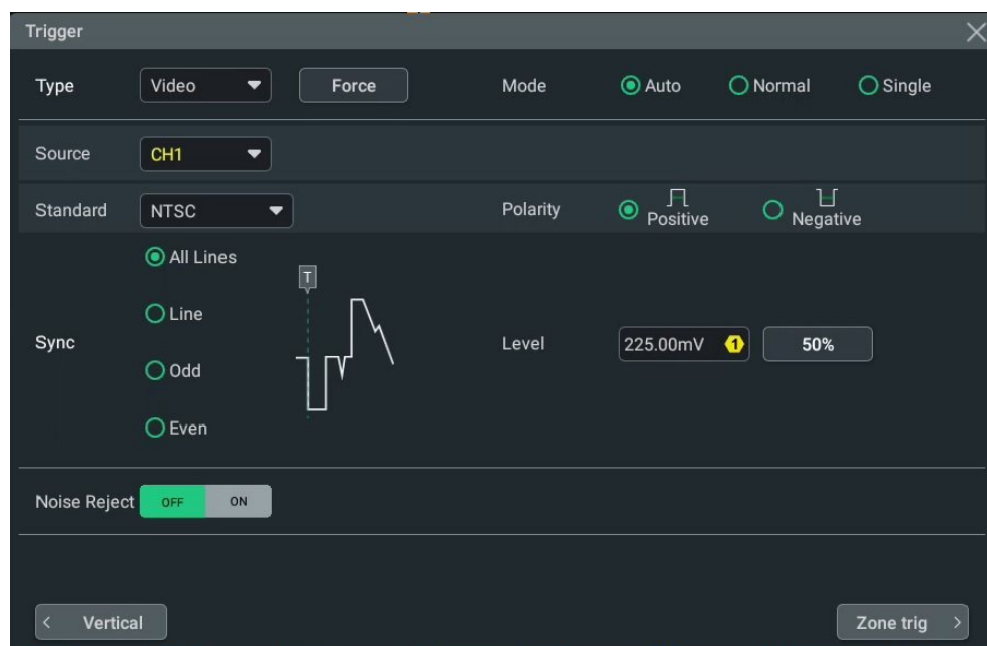 Trigger
Type Video Force Mode Auto Normal Single
Source CH1
Standard NTSC Polarity Positive Negative
All Lines
T
Line
Sync Level 225.00mV 1 50%
Odd
Even
Noise Reject OFF ON
< Vertical Zone trig >